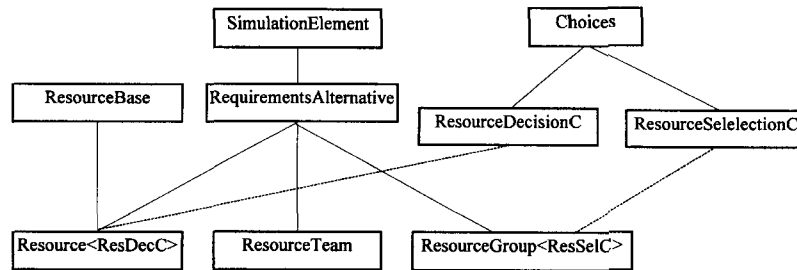 SimulationElement
Choices
ResourceBase
RequirementsAlternative
ResourceDecisionC
ResourceSelelectionC
Resource<ResDecC>
ResourceTeam
ResourceGroup<ResSelC>